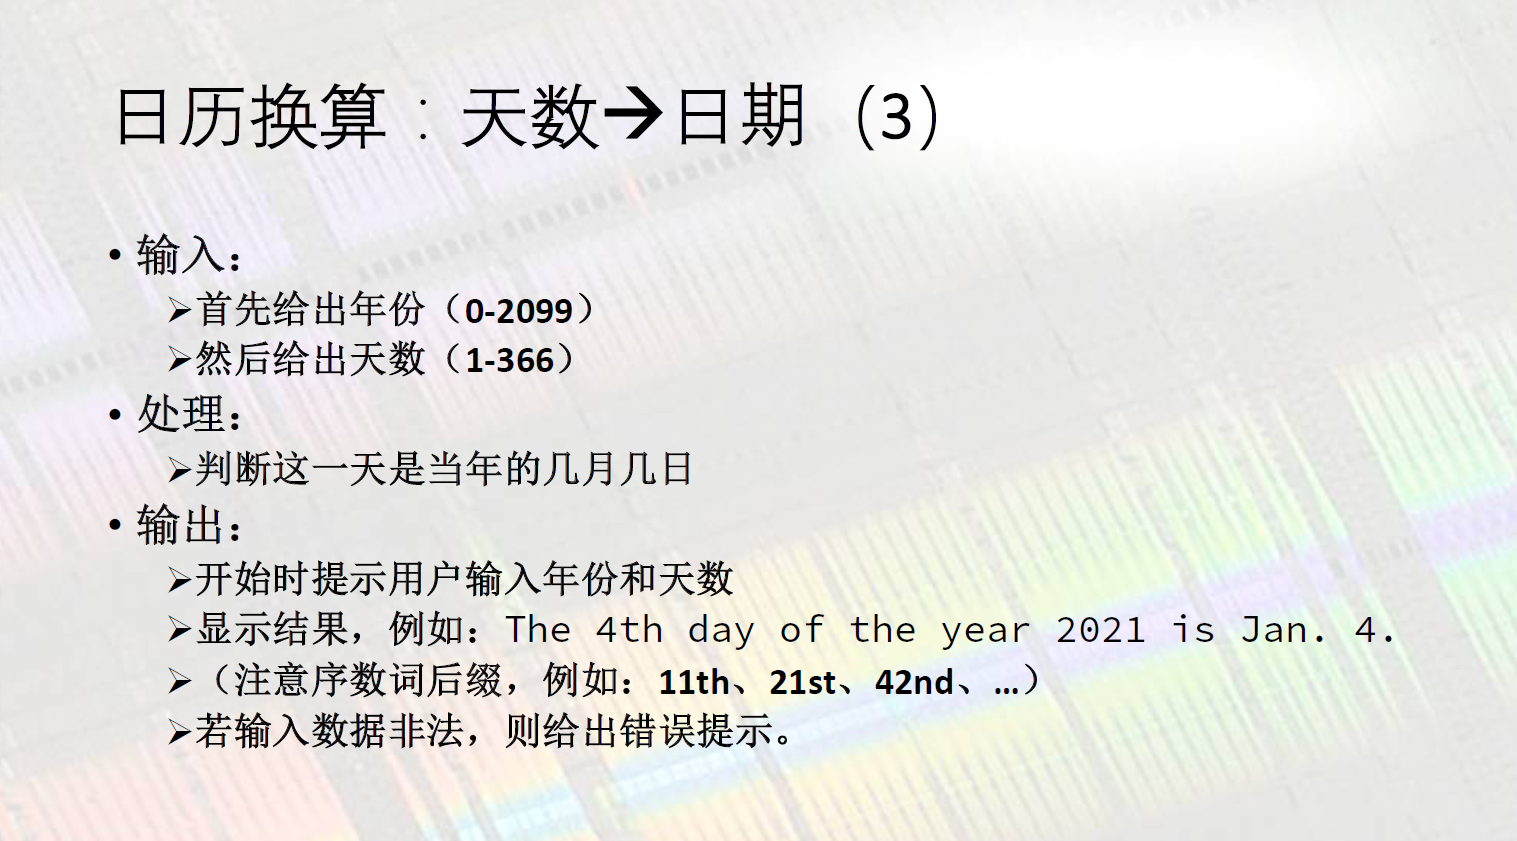 日历换算：天数→日期（3）
• 输入：
➢首先给出年份（0-2099）
➢然后给出天数（1-366）
• 处理：
➢判断这一天是当年的几月几日
• 输出：
➢开始时提示用户输入年份和天数
➢显示结果，例如：The 4th day of the year 2021 is Jan. 4.
➢（注意序数词后缀，例如：11th、21st、42nd、…）
➢若输入数据非法，则给出错误提示。